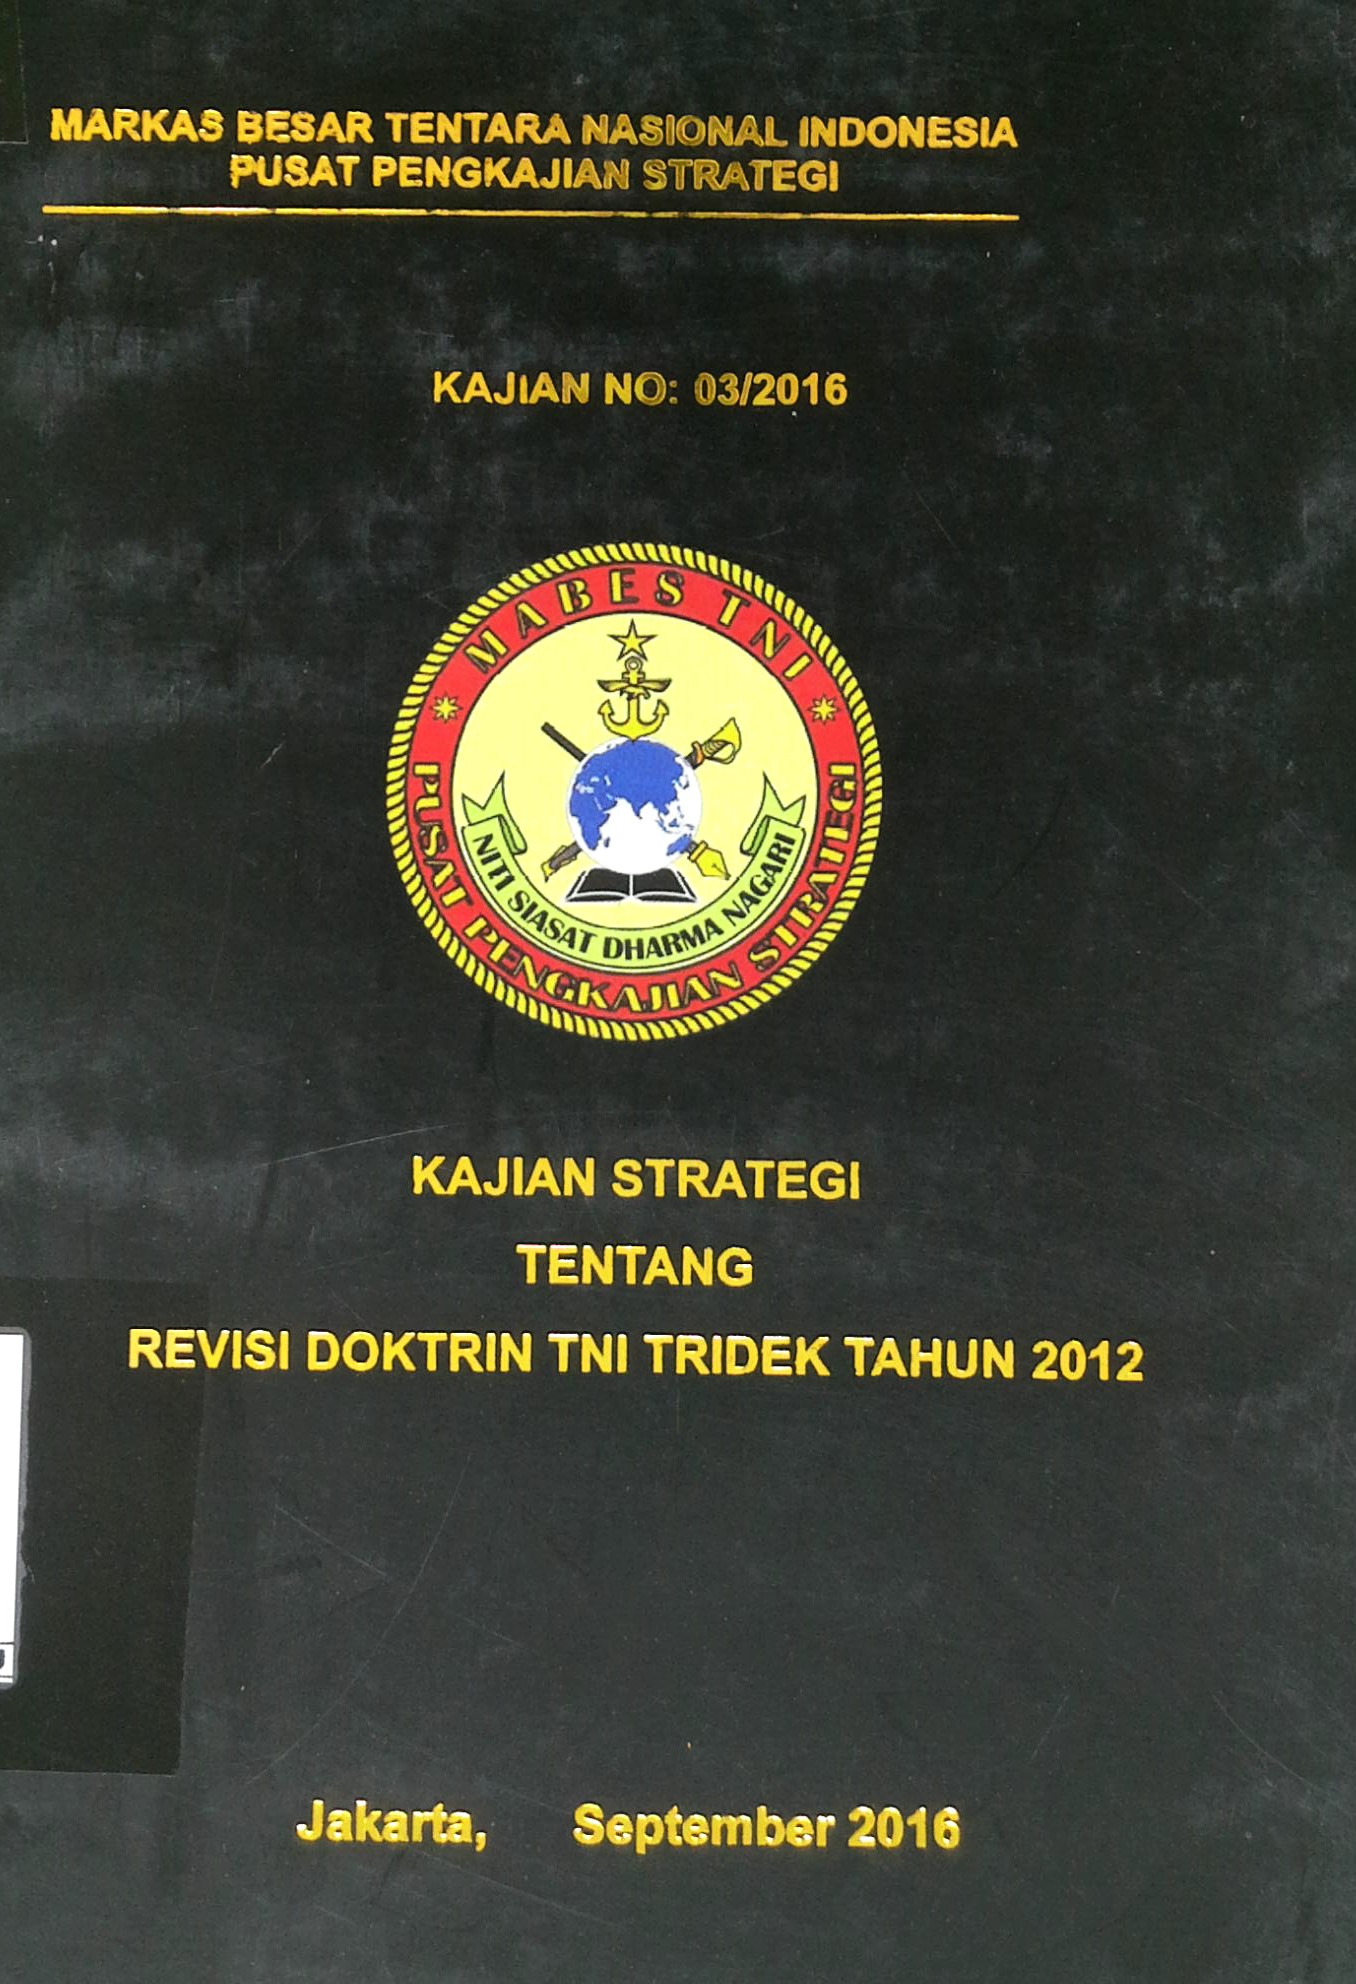 MARKAS BESAR TENTARA NASIONAL INDONESIA
PUSAT PENGKAJIAN STRATEGI
KAJIAN NO: 03/2016
MABES TNI
NITI SIASAT DHARMA NAGARI
PUSAT PENGKAJIAN STRATEGI
KAJIAN STRATEGI
TENTANG
REVISI DOKTRIN TNI TRIDEK TAHUN 2012
Jakarta, September 2016